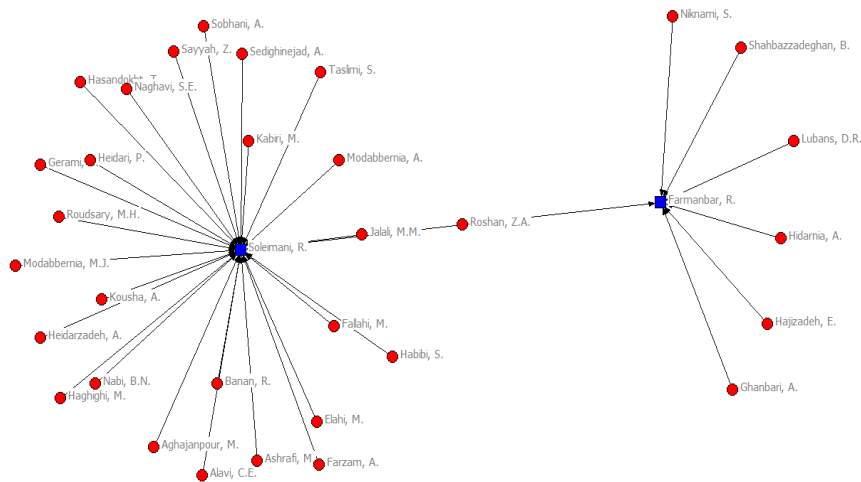 Niknami, S.
Sobhani, A.
Shahbazzadeghan, B.
Sayyah, Z.
Sedighinejad, A.
Taslimi, S.
Naghavi, S.E.
Kabiri, M.
Lubans, D.R.
Heidari, P.
Modabbernia, A.
Gerami,
Farmanbar, R.
Roudsary, M.H.
Roshan, Z.A.
Jalali, M.M.
Hidarnia, A.
Soleimani, R.
Modabbernia, M.J.
Kousha, A.
Hajizadeh, E.
Fallahi, M.
Heidarzadeh, A.
Habibi, S.
Nabi, B.N.
Banan, R.
Ghanbari, A.
Haghighi, M.
Elahi, M.
Aghajanpour, M.
Ashrafi, M.
Farzam, A.
Alavi, C.E.